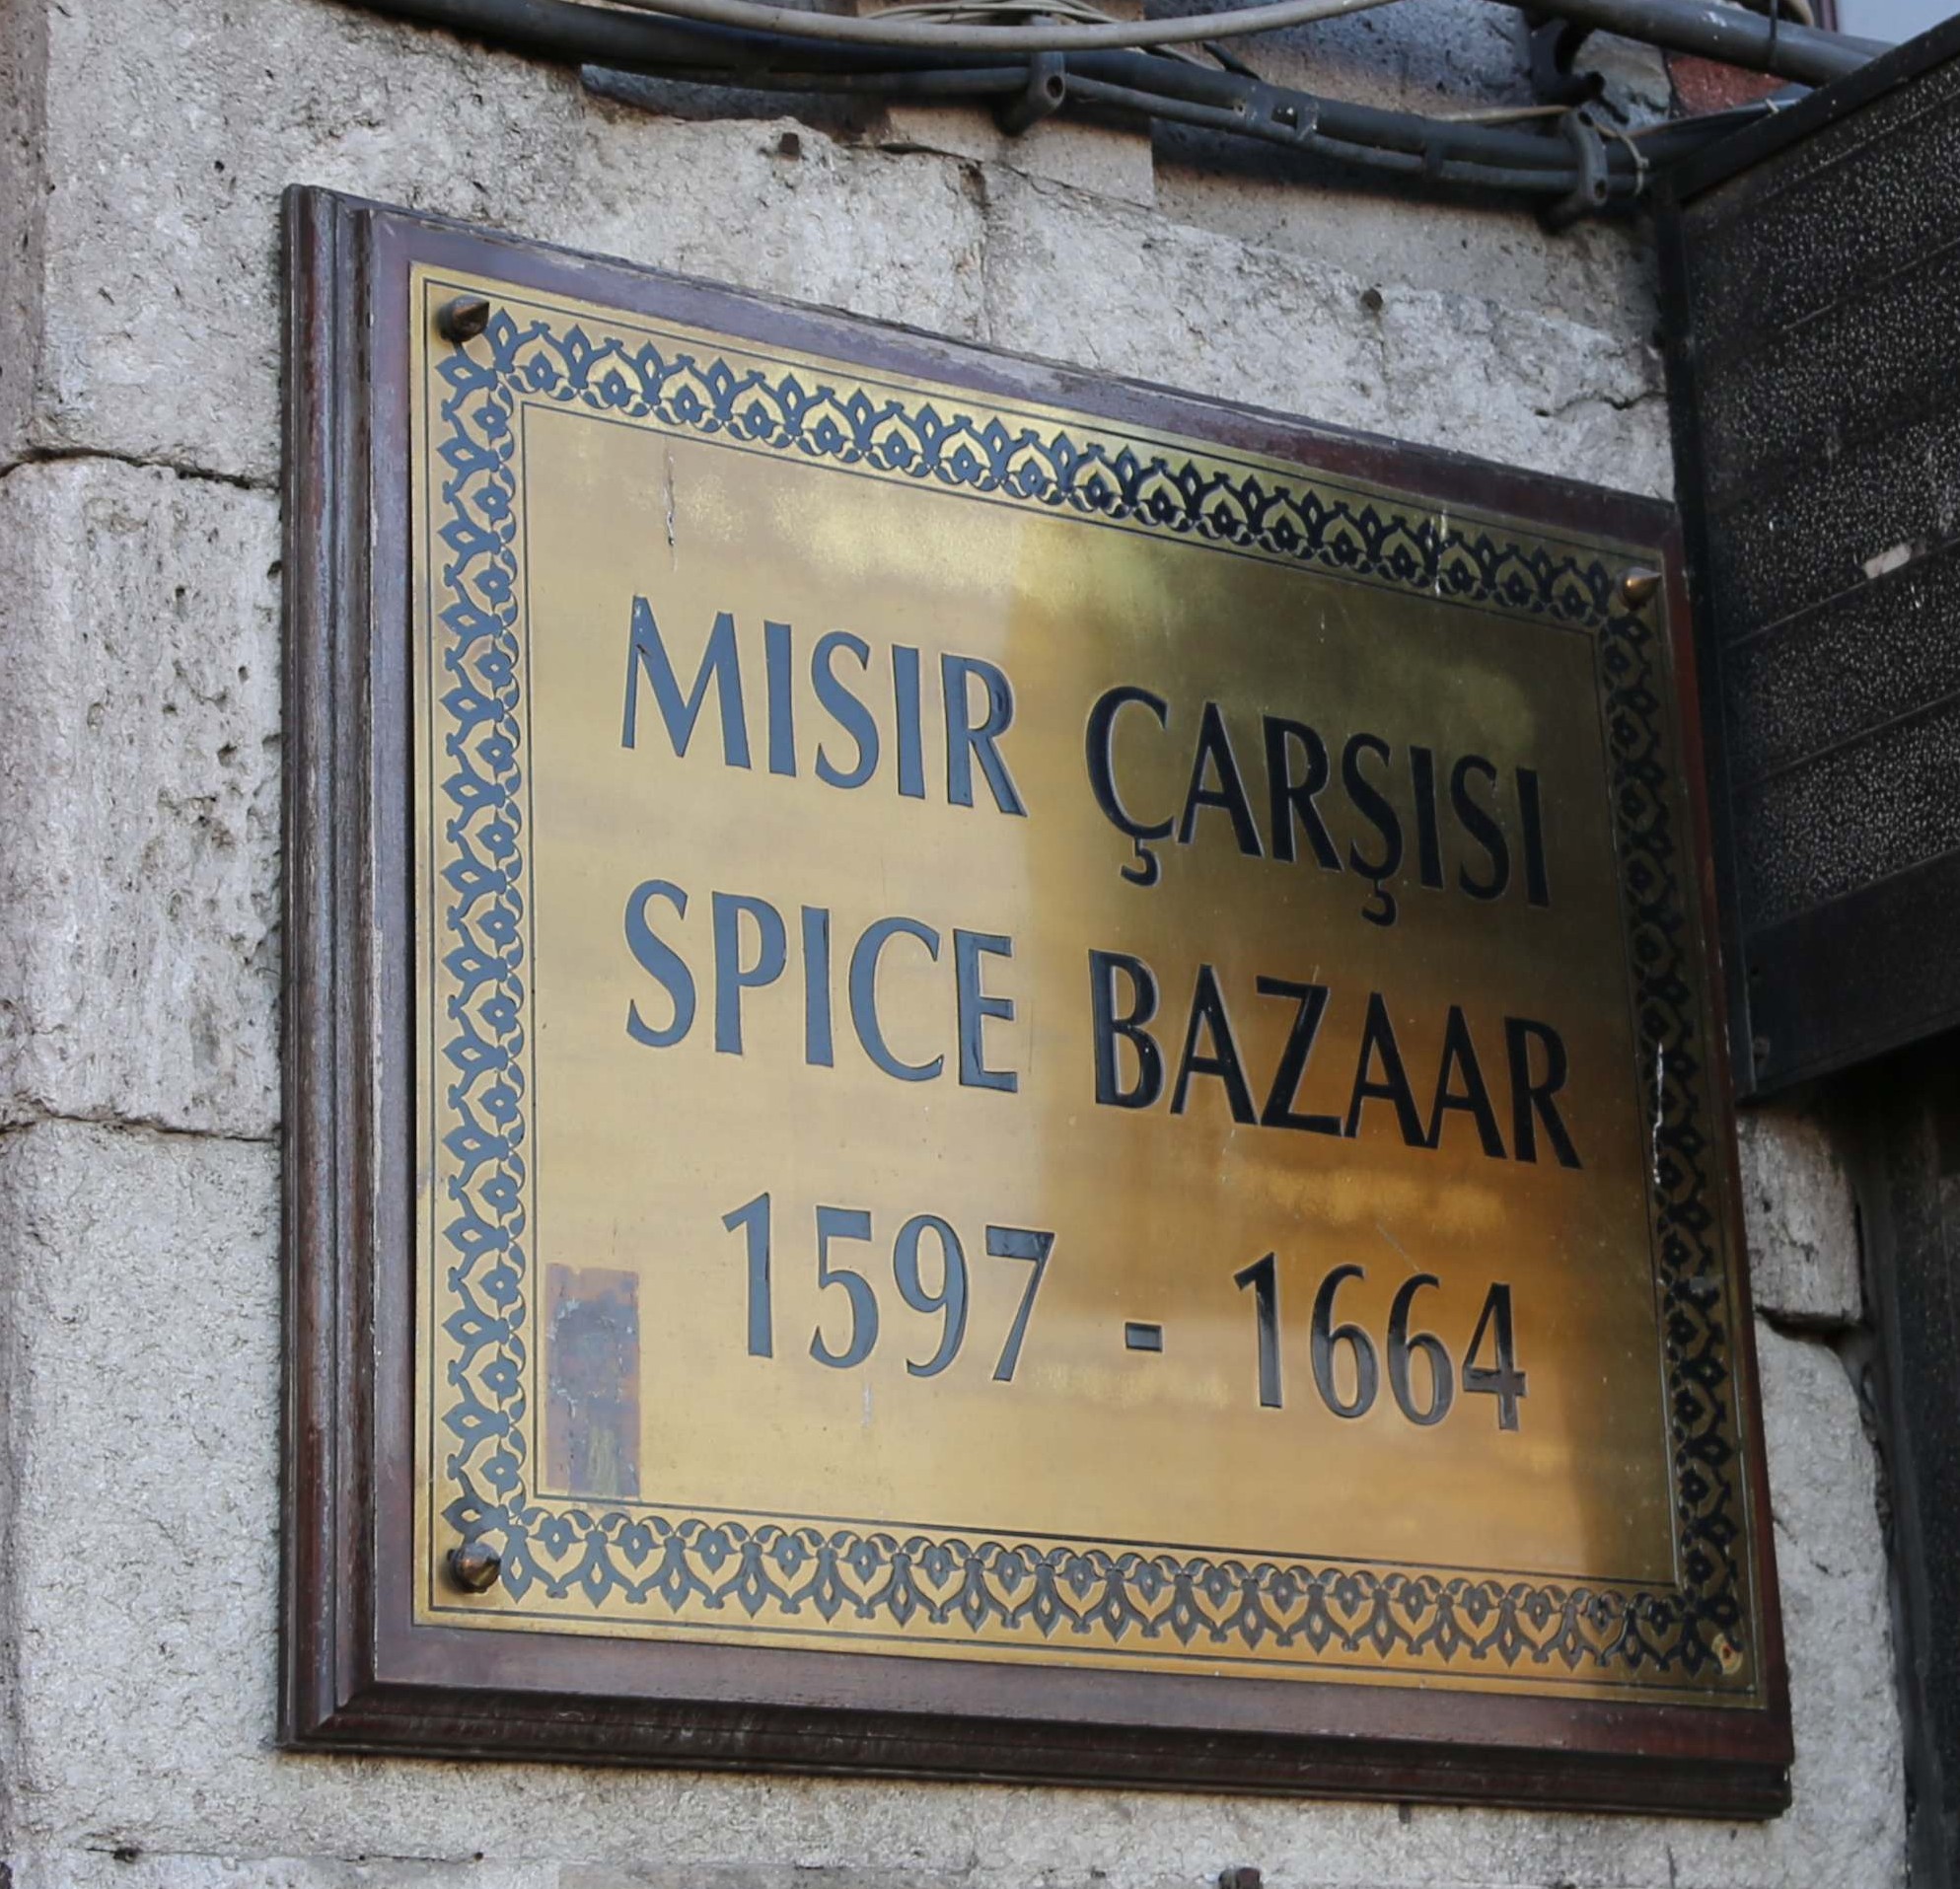 MISIR ÇARŞISI
SPICE BAZAAR
1597 - 1664